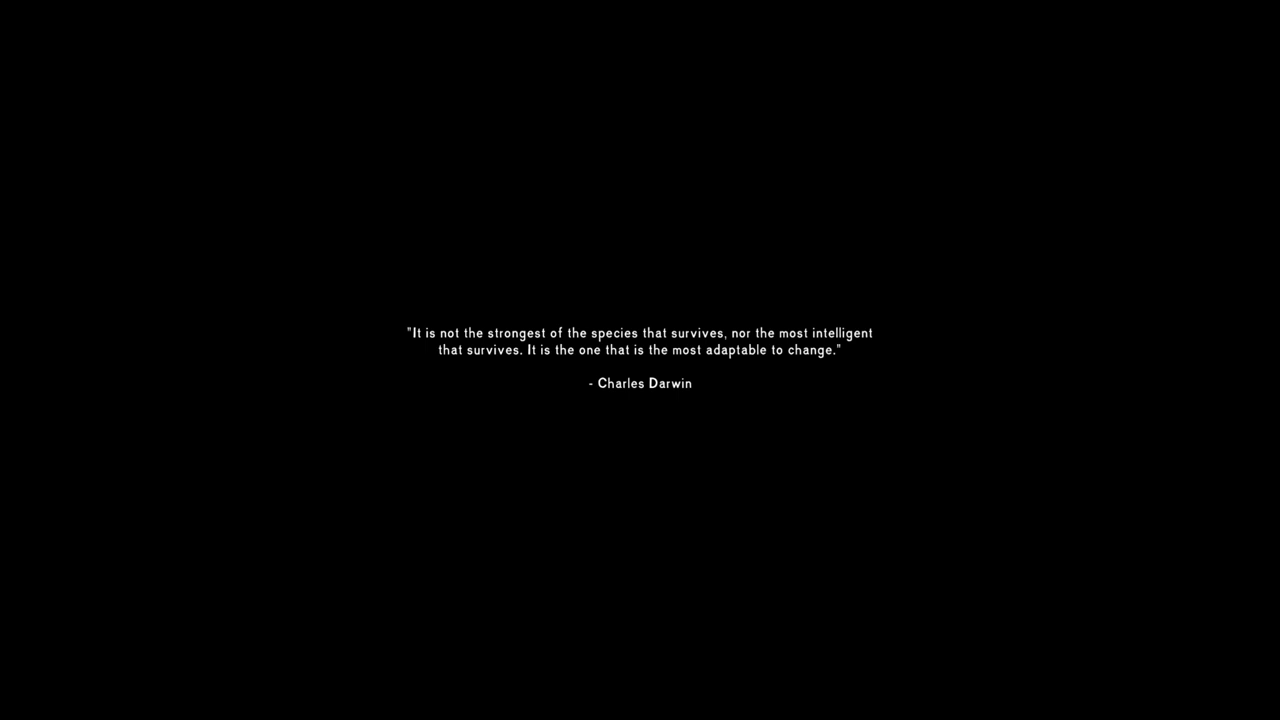 "It is not the strongest of the species that survives, nor the most intelligent
that survives. It is the one that is the most adaptable to change."
- Charles Darwin